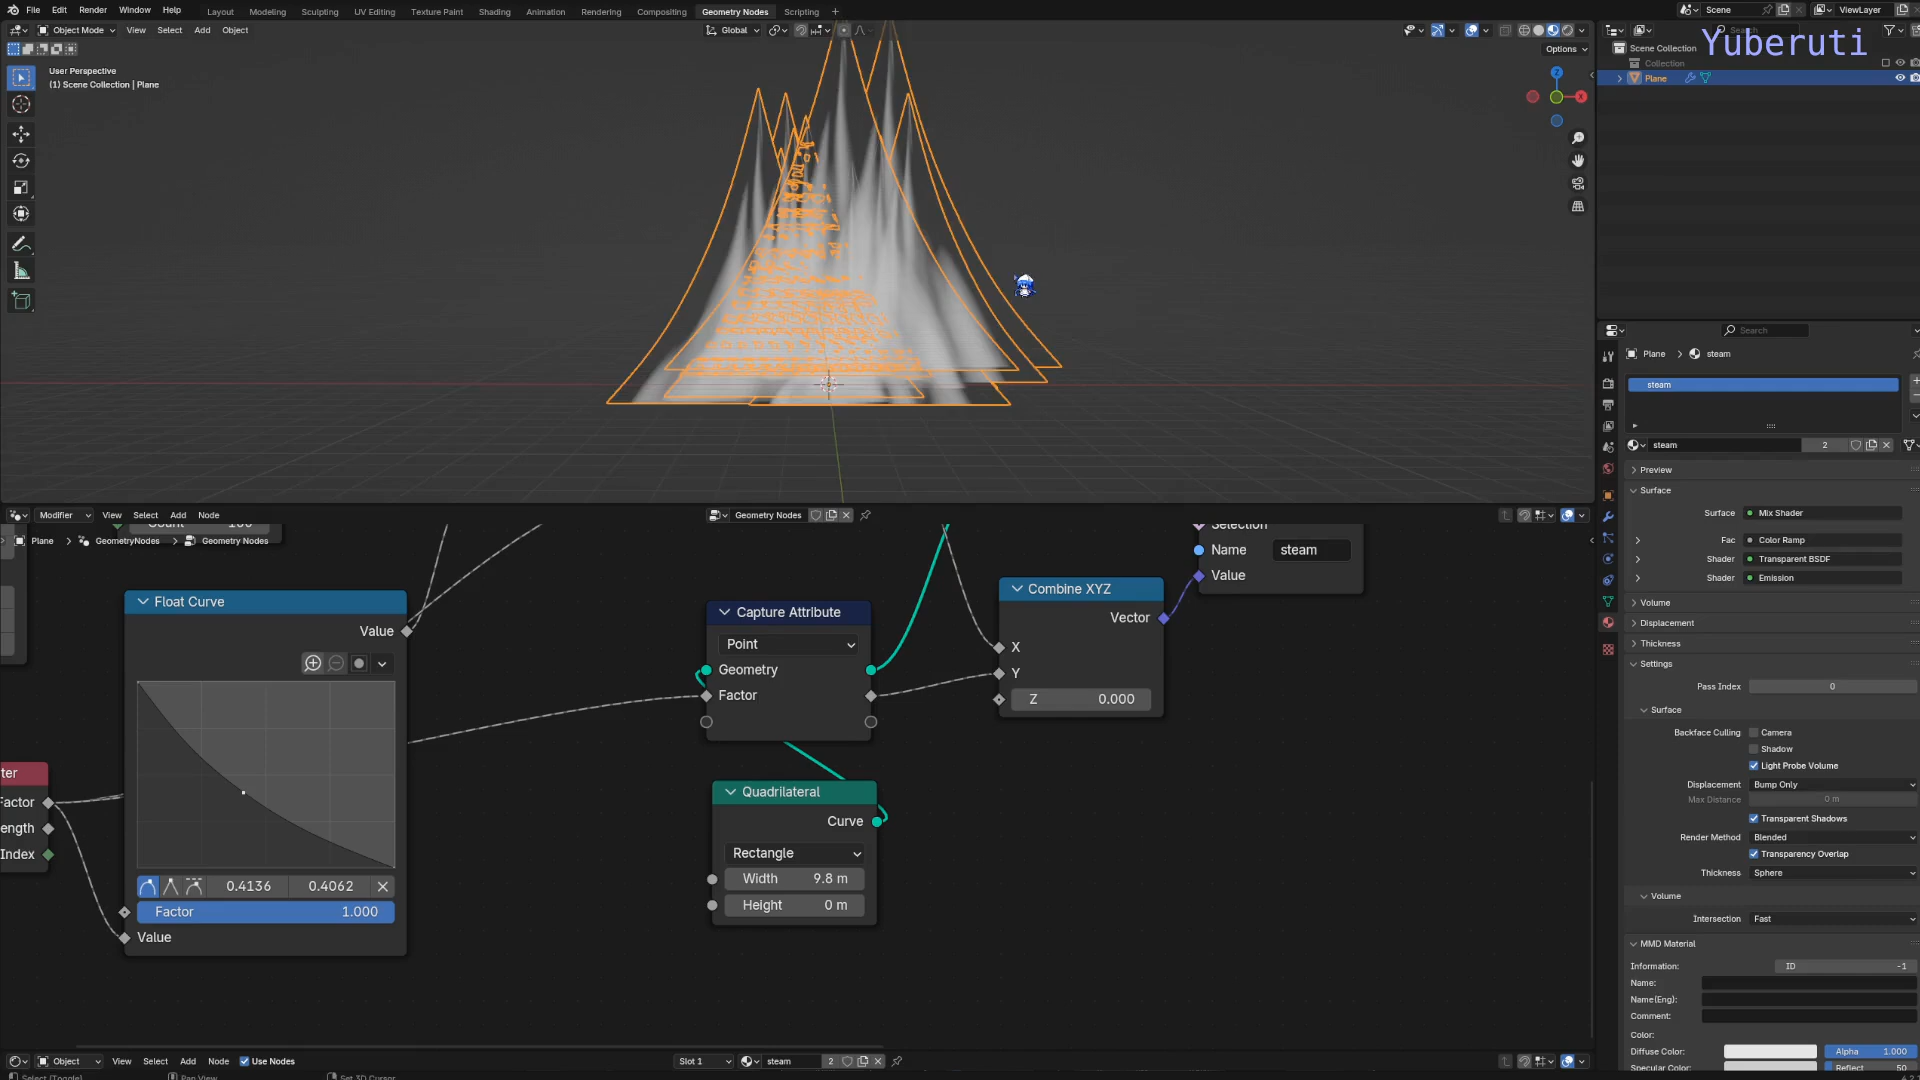 File Edit Render Window Help Layout Modeling Sculpting UV Editing Texture Paint Shading Animation Rendering Compositing Geometry Nodes Scripting + Scene ViewLayer
Object Mode View Select Add Object Global
Yuberuti
Options
User Perspective
(1) Scene Collection | Plane
Scene Collection
Collection
Plane
Z
X
Search
Plane > steam
steam
steam 2
Preview
Surface
Surface Mix Shader
Fac Color Ramp
Shader Transparent BSDF
Shader Emission
Volume
Displacement
Thickness
Settings
Pass Index 0
Surface
Backface Culling Camera
Shadow
Light Probe Volume
Displacement Bump Only
Max Distance 0 m
Transparent Shadows
Render Method Blended
Transparency Overlap
Thickness Sphere
Volume
Intersection Fast
MMD Material
Information: ID -1
Name:
Name(Eng):
Comment:
Color:
Diffuse Color: Alpha 1.000
Specular Color: Reflect 50
Modifier View Select Add Node Geometry Nodes
Plane > GeometryNodes > Geometry Nodes
Float Curve
Value
0.4136 0.4062
Factor 1.000
Value
ter
Factor
ength
Index
Capture Attribute
Point
Geometry
Factor
Quadrilateral
Curve
Rectangle
Width 9.8 m
Height 0 m
Combine XYZ
Vector
X
Y
Z 0.000
Selection
Name steam
Value
Object View Select Add Node Use Nodes Slot 1 steam 2
Select (Toggle) Pan View Set 3D Cursor